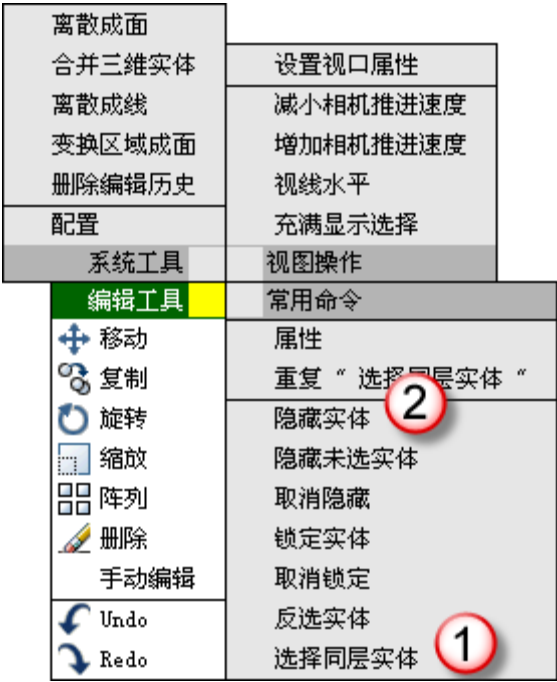 离散成面
合并三维实体
离散成线
变换区域成面
删除编辑历史
配置
系统工具
设置视口属性
减小相机推进速度
增加相机推进速度
视线水平
充满显示选择
视图操作
编辑工具
移动
复制
旋转
缩放
阵列
删除
手动编辑
Undo
Redo
常用命令
属性
重复“ 选择同层实体 “
2
隐藏实体
隐藏未选实体
取消隐藏
锁定实体
取消锁定
反选实体
选择同层实体
1